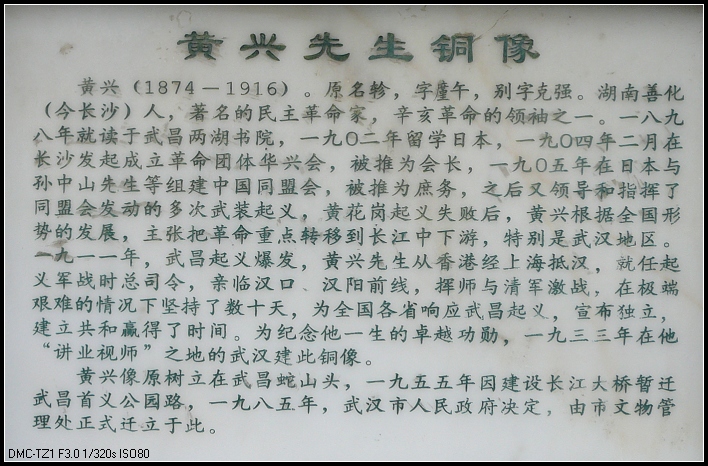 黄兴先生铜像
黄兴（1874－1916）。原名轸，字廑午，别字克强。湖南善化
（今长沙）人，著名的民主革命家，辛亥革命的领袖之一。一八九
八年就读于武昌两湖书院，一九〇二年留学日本，一九〇四年二月在
长沙发起成立革命团体华兴会，被推为会长，一九〇五年在日本与
孙中山先生等组建中国同盟会，被推为庶务，之后又领导和指挥了
同盟会发动的多次武装起义，黄花岗起义失败后，黄兴根据全国形
势的发展，主张把革命重点转移到长江中下游，特别是武汉地区。
一九一一年，武昌起义爆发，黄兴先生从香港经上海抵汉，就任起
义军战时总司令，亲临汉口、汉阳前线，挥师与清军激战，在极端
艰难的情况下坚持了数十天，为全国各省响应武昌起义，宣布独立，
建立共和赢得了时间。为纪念他一生的卓越功勋，一九三三年在他
“讲业视师”之地的武汉建此铜像。
黄兴像原树立在武昌蛇山头，一九五五年因建设长江大桥暂迁
武昌首义公园路，一九八五年，武汉市人民政府决定，由市文物管
理处正式迁立于此。
DMC-TZ1 F3.0 1/320s ISO80